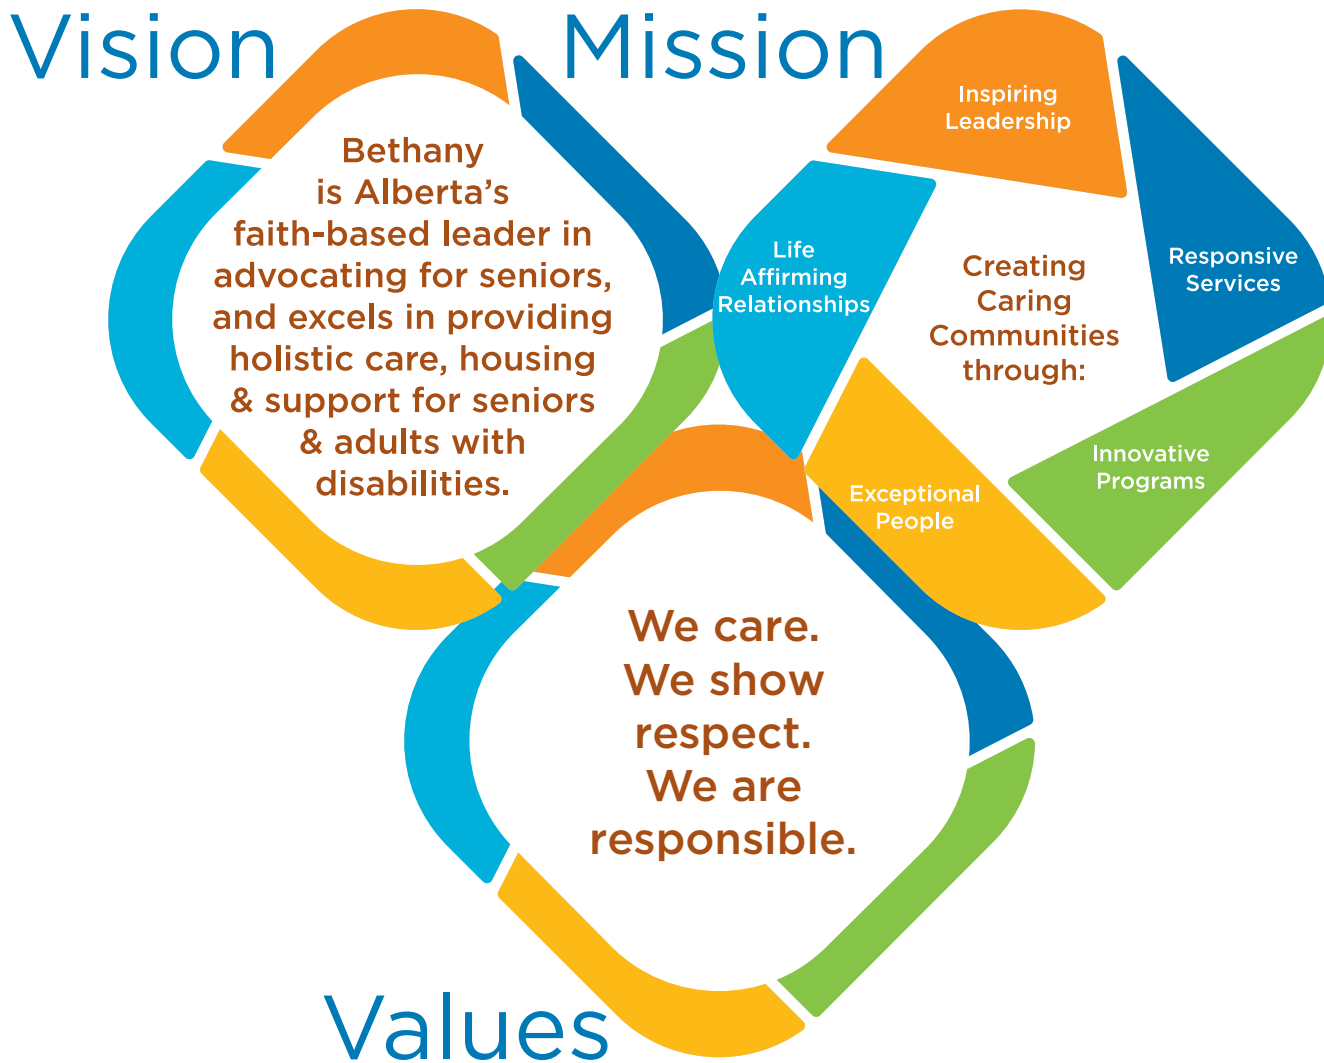 Vision
Bethany
is Alberta’s
faith-based leader in
advocating for seniors,
and excels in providing
holistic care, housing
& support for seniors
& adults with
disabilities.
Mission
Inspiring
Leadership
Responsive
Services
Innovative
Programs
Exceptional
People
Life
Affirming
Relationships
Creating
Caring
Communities
through:
We care.
We show
respect.
We are
responsible.
Values